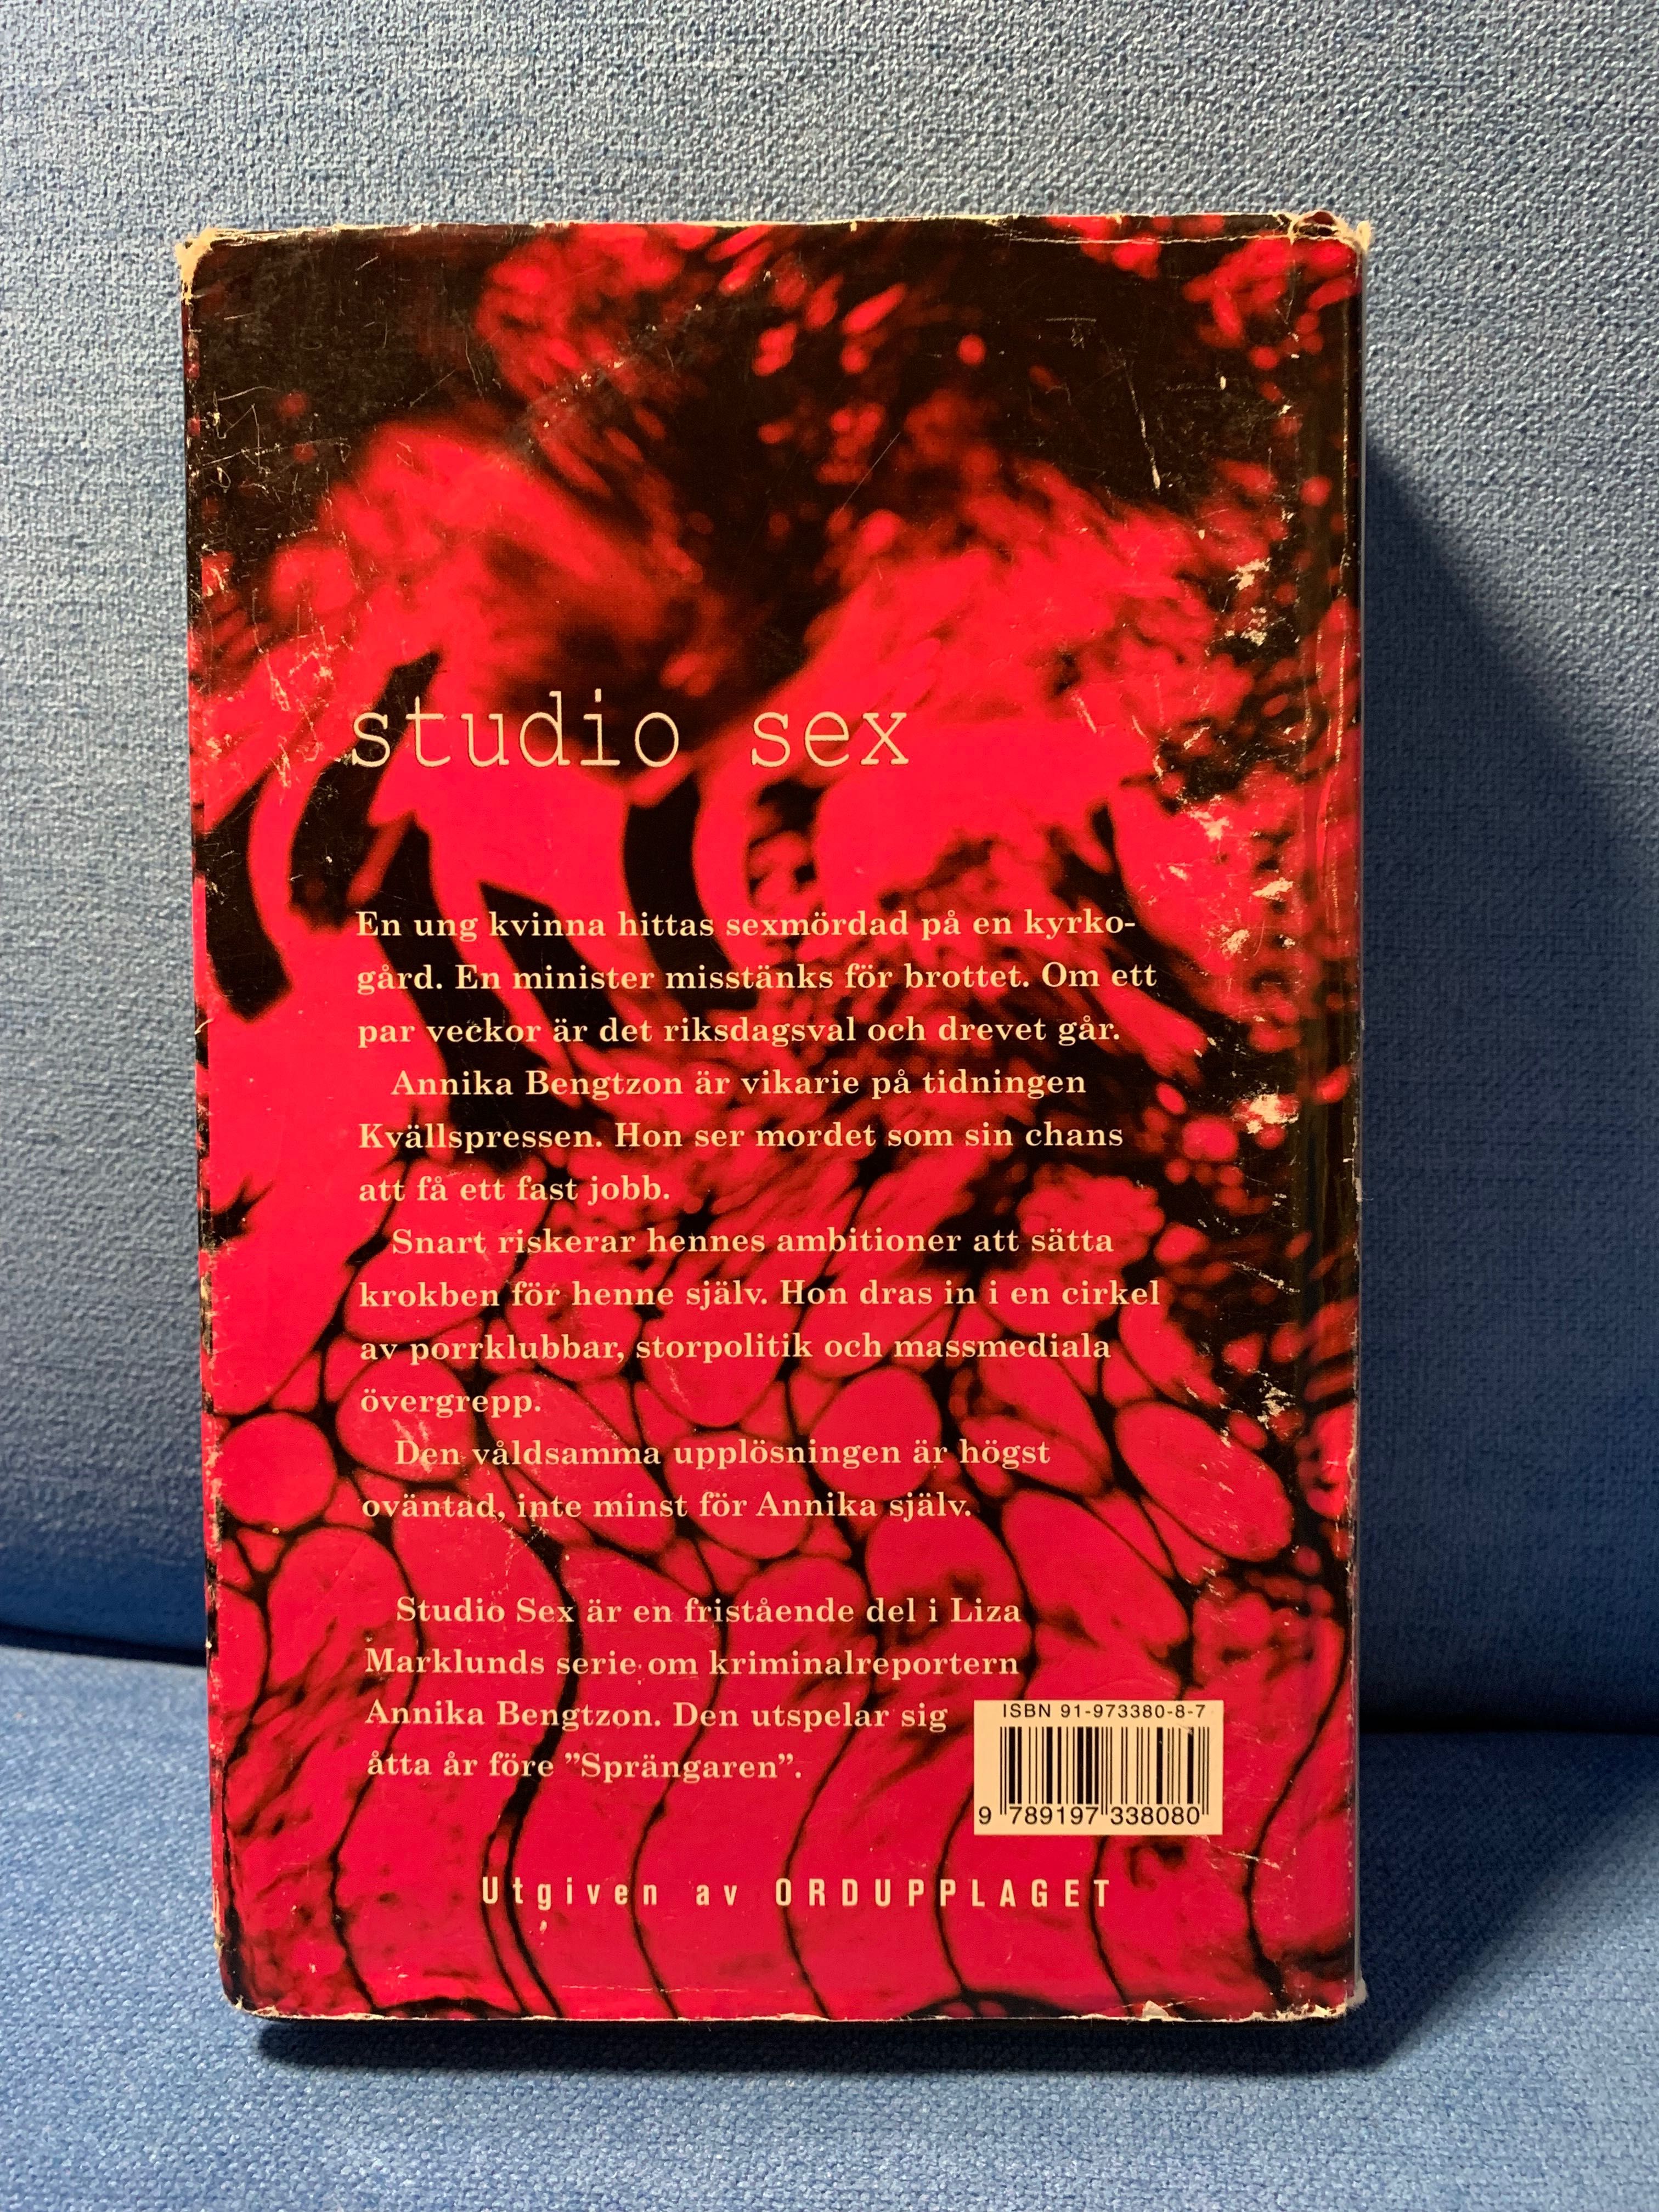 studio sex
En ung kvinna hittas sexmördad på en kyrko-
gård. En minister misstänks för brottet. Om ett
par veckor är det riksdagsval och drevet går.
Annika Bengtzon är vikarie på tidningen
Kvällspressen. Hon ser mordet som sin chans
att få ett fast jobb.
Snart riskerar hennes ambitioner att sätta
krokben för henne själv. Hon dras in i en cirkel
av porrklubbar, storpolitik och massmediala
övergrepp.
Den våldsamma upplösningen är högst
oväntad, inte minst för Annika själv.
Studio Sex är en fristående del i Liza
Marklunds serie om kriminalreportern
Annika Bengtzon. Den utspelar sig
åtta år före ”Sprängaren”.
ISBN 91-973380-8-7
9 789197 338080
Utgiven av ORDUPPLAGET